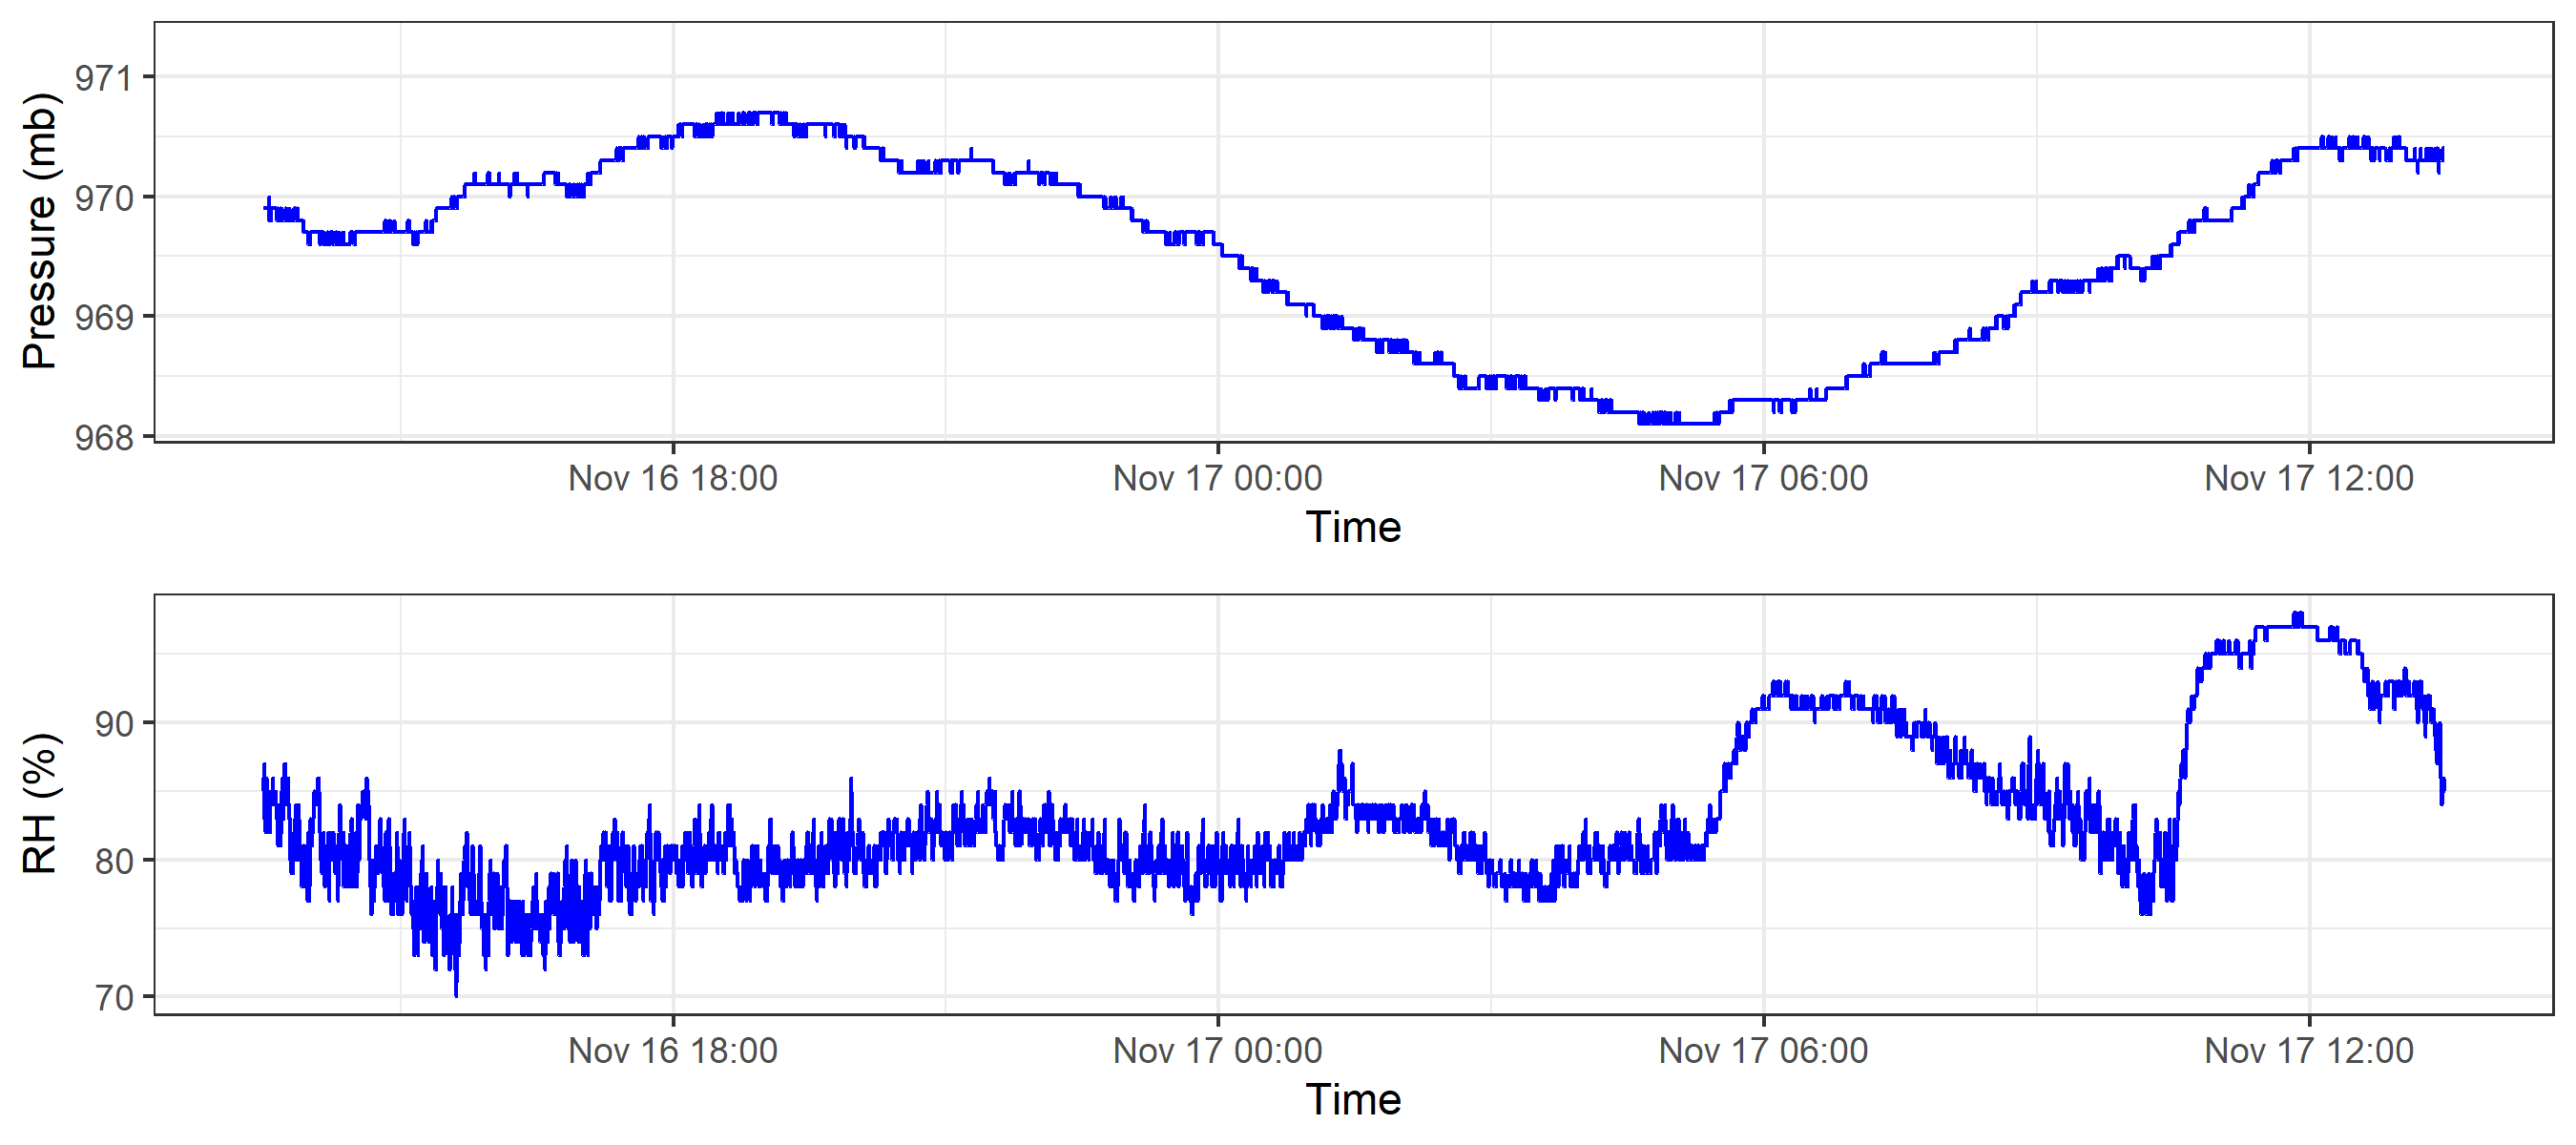 Pressure (mb)
971
970
969
968
Nov 16 18:00
Nov 17 00:00
Nov 17 06:00
Nov 17 12:00
Time
RH (%)
90
80
70
Nov 16 18:00
Nov 17 00:00
Nov 17 06:00
Nov 17 12:00
Time